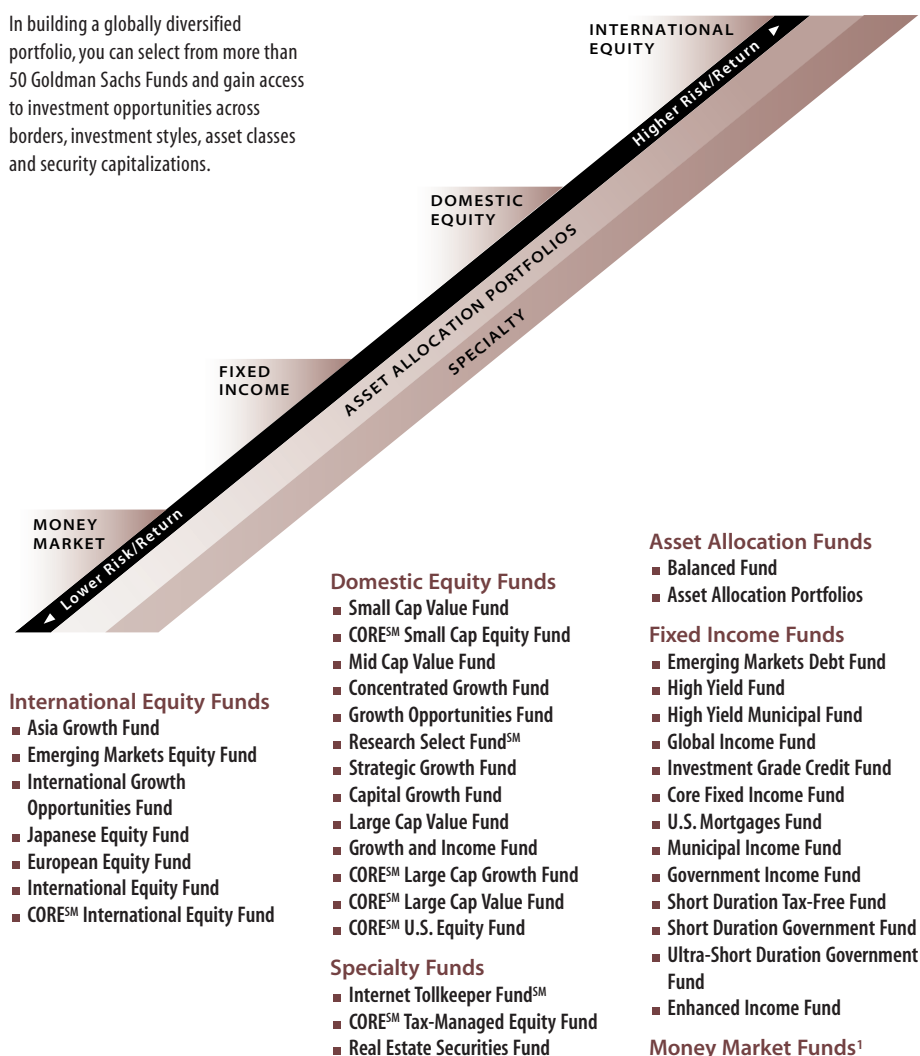 In building a globally diversified
portfolio, you can select from more than
50 Goldman Sachs Funds and gain access
to investment opportunities across
borders, investment styles, asset classes
and security capitalizations.
INTERNATIONAL
EQUITY
Higher Risk/Return ►
DOMESTIC
EQUITY
ASSET ALLOCATION PORTFOLIOS
SPECIALTY
FIXED
INCOME
MONEY
MARKET
◄ Lower Risk/Return
International Equity Funds
■ Asia Growth Fund
■ Emerging Markets Equity Fund
■ International Growth
Opportunities Fund
■ Japanese Equity Fund
■ European Equity Fund
■ International Equity Fund
■ CORE℠ International Equity Fund
Domestic Equity Funds
■ Small Cap Value Fund
■ CORE℠ Small Cap Equity Fund
■ Mid Cap Value Fund
■ Concentrated Growth Fund
■ Growth Opportunities Fund
■ Research Select Fund℠
■ Strategic Growth Fund
■ Capital Growth Fund
■ Large Cap Value Fund
■ Growth and Income Fund
■ CORE℠ Large Cap Growth Fund
■ CORE℠ Large Cap Value Fund
■ CORE℠ U.S. Equity Fund
Specialty Funds
■ Internet Tollkeeper Fund℠
■ CORE℠ Tax-Managed Equity Fund
■ Real Estate Securities Fund
Asset Allocation Funds
■ Balanced Fund
■ Asset Allocation Portfolios
Fixed Income Funds
■ Emerging Markets Debt Fund
■ High Yield Fund
■ High Yield Municipal Fund
■ Global Income Fund
■ Investment Grade Credit Fund
■ Core Fixed Income Fund
■ U.S. Mortgages Fund
■ Municipal Income Fund
■ Government Income Fund
■ Short Duration Tax-Free Fund
■ Short Duration Government Fund
■ Ultra-Short Duration Government
Fund
■ Enhanced Income Fund
Money Market Funds¹